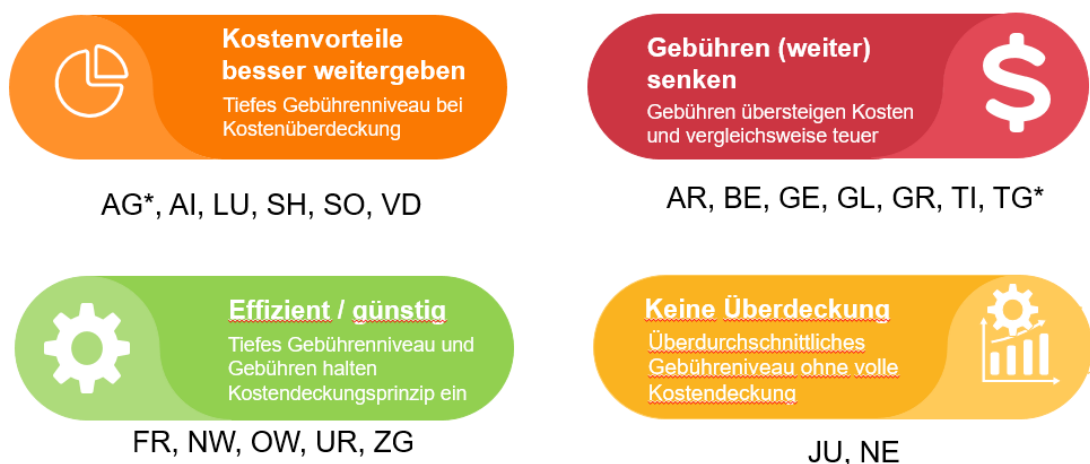 Kostenvorteile
besser weitergeben
Tiefes Gebührenniveau bei
Kostenüberdeckung
AG*, AI, LU, SH, SO, VD
Gebühren (weiter)
senken
Gebühren übersteigen Kosten
und vergleichsweise teuer
$
AR, BE, GE, GL, GR, TI, TG*
Effizient / günstig
Tiefes Gebührenniveau und
Gebühren halten
Kostendeckungsprinzip ein
FR, NW, OW, UR, ZG
Keine Überdeckung
Überdurchschnittliches
Gebühreniveau ohne volle
Kostendeckung
JU, NE